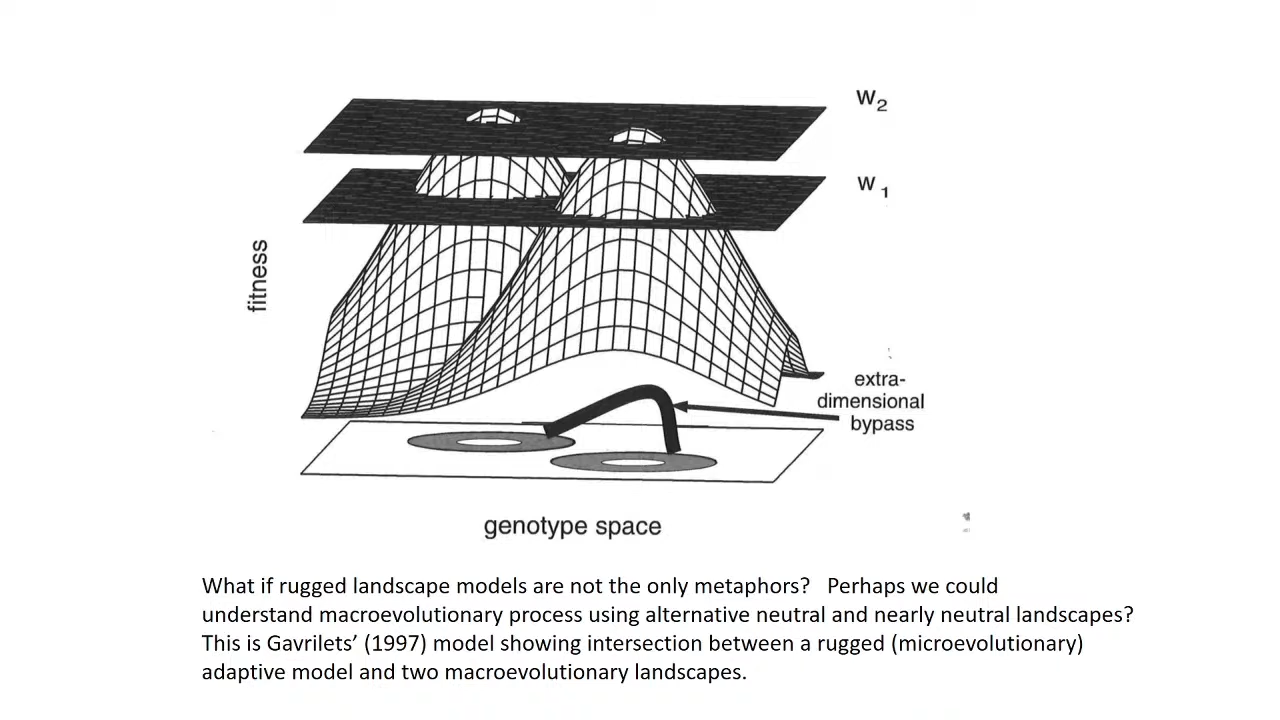 w2
w1
fitness
extra-
dimensional
bypass
genotype space
What if rugged landscape models are not the only metaphors? Perhaps we could
understand macroevolutionary process using alternative neutral and nearly neutral landscapes?
This is Gavrilets’ (1997) model showing intersection between a rugged (microevolutionary)
adaptive model and two macroevolutionary landscapes.